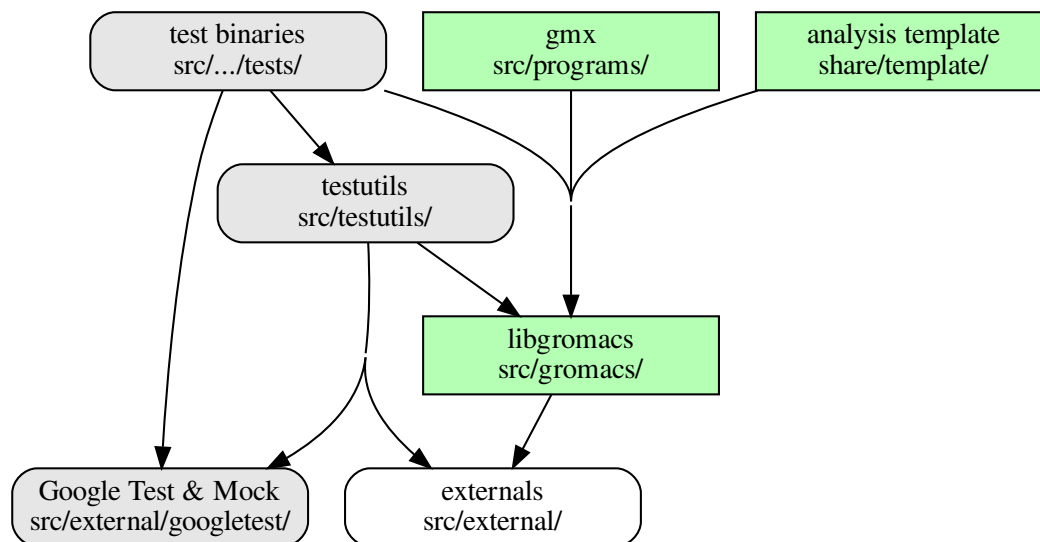 test binaries
src/.../tests/
gmx
src/programs/
analysis template
share/template/
testutils
src/testutils/
libgromacs
src/gromacs/
Google Test & Mock
src/external/googletest/
externals
src/external/